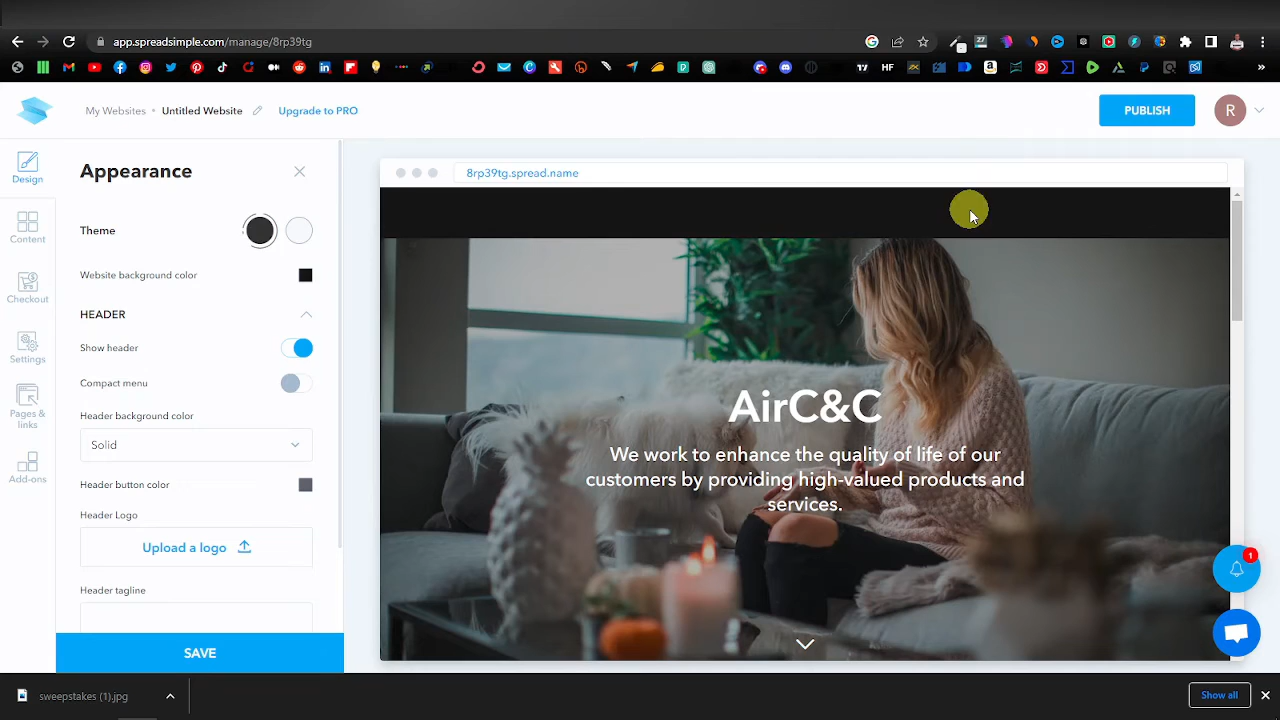 app.spreadsimple.com/manage/8rp39tg
My Websites • Untitled Website
Upgrade to PRO
PUBLISH
R
Design
Content
Checkout
Settings
Pages &
links
Add-ons
Appearance
Theme
Website background color
HEADER
Show header
Compact menu
Header background color
Solid
Header button color
Header Logo
Upload a logo
Header tagline
SAVE
8rp39tg.spread.name
AirC&C
We work to enhance the quality of life of our
customers by providing high-valued products and
services.
1
sweepstakes (1).jpg
Show all